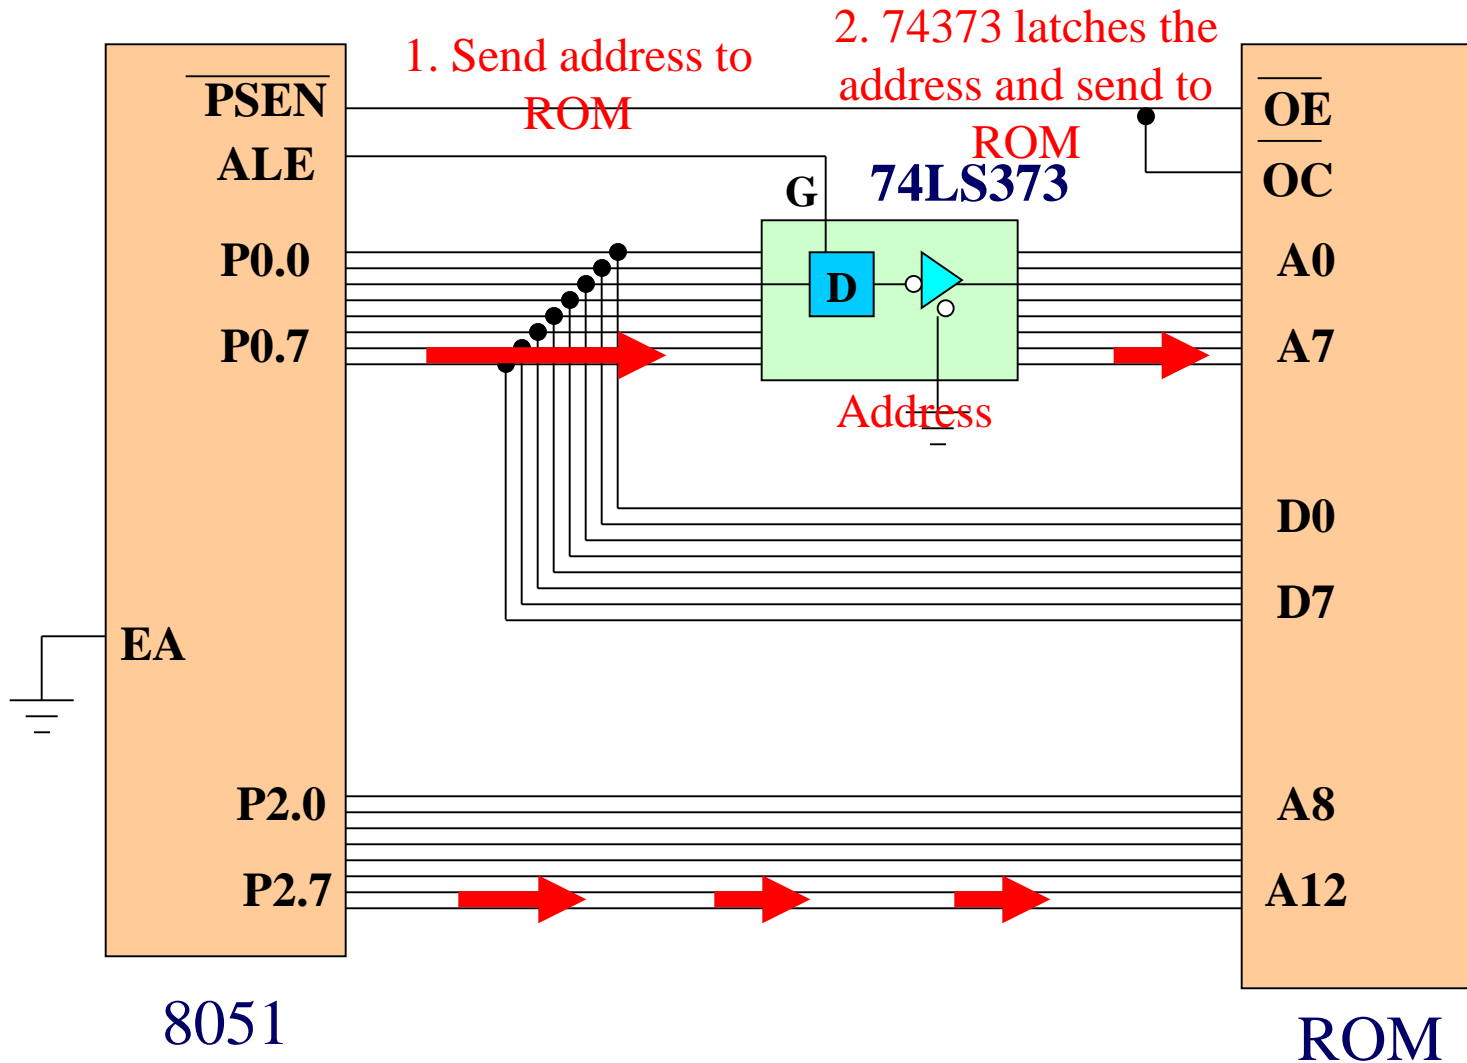 1. Send address to
ROM
2. 74373 latches the
address and send to
ROM
PSEN
ALE
P0.0
P0.7
EA
P2.0
P2.7
8051
G
74LS373
D
Address
OE
OC
A0
A7
D0
D7
A8
A12
ROM